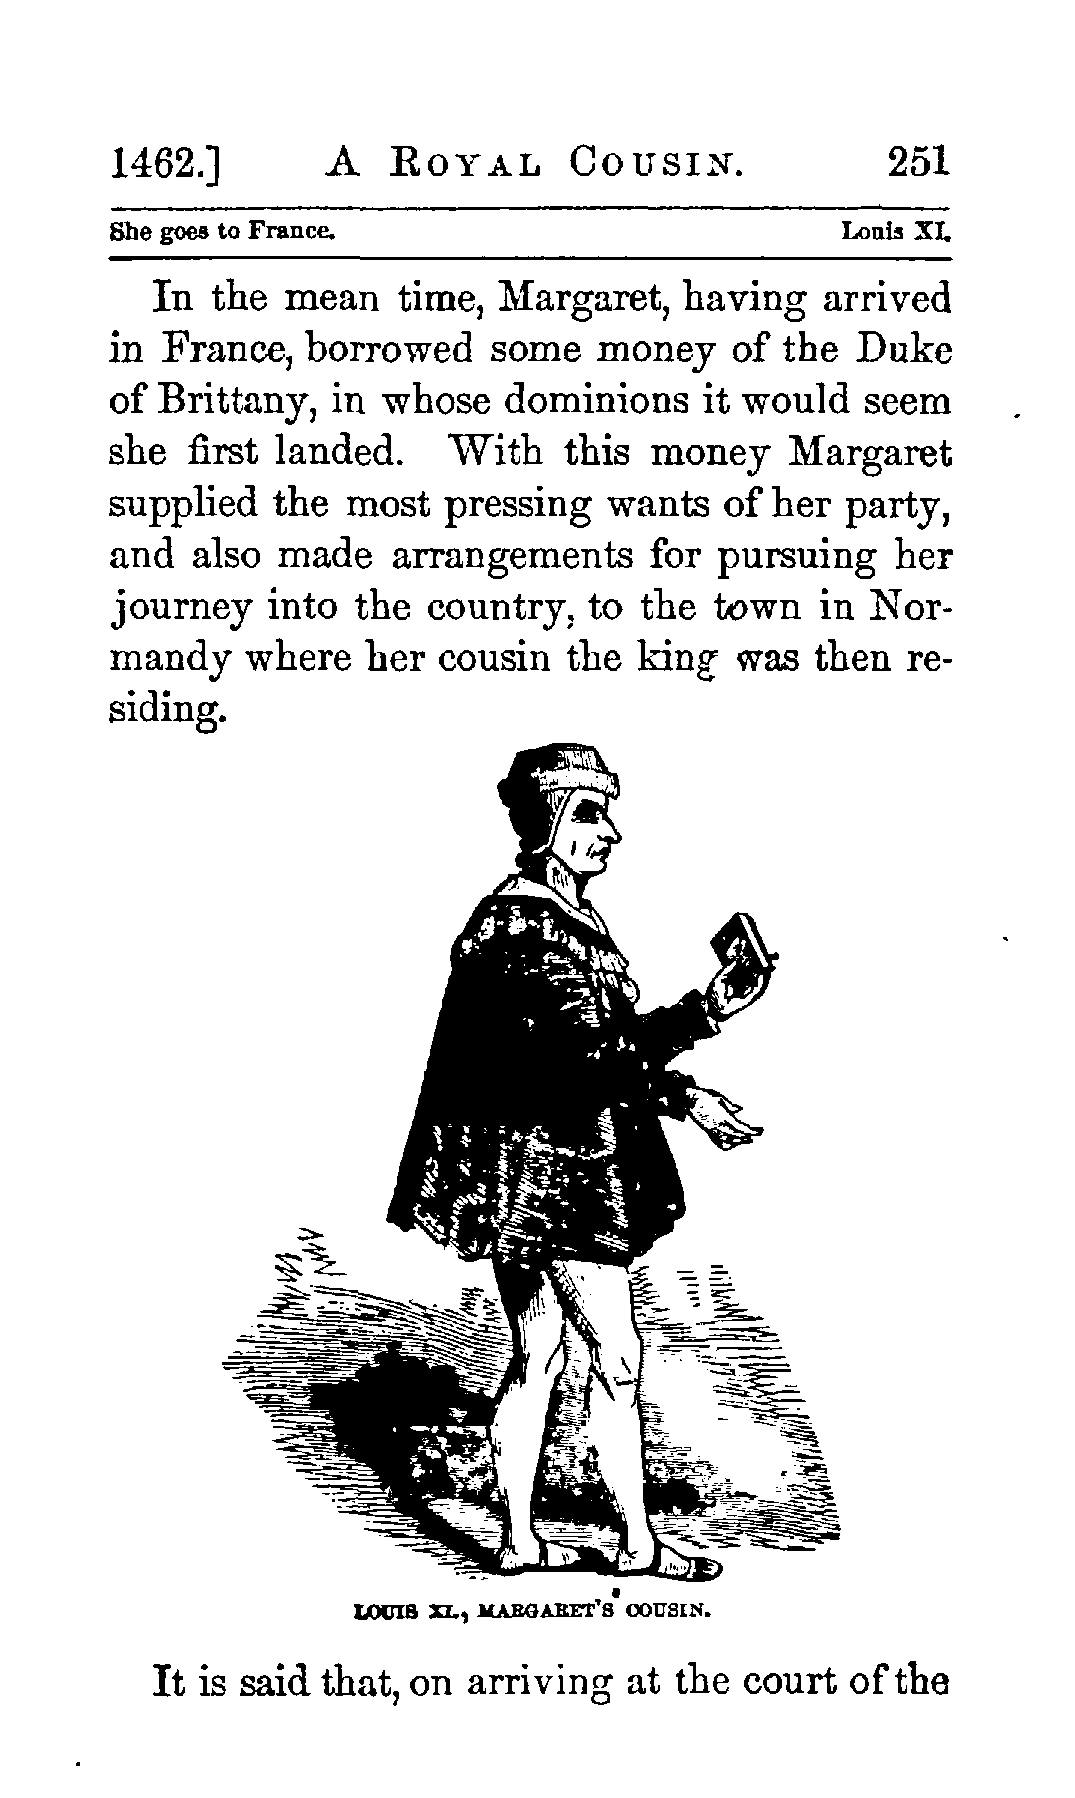 1462.] A ROYAL COUSIN. 251
She goes to France. Louis XI.
In the mean time, Margaret, having arrived
in France, borrowed some money of the Duke
of Brittany, in whose dominions it would seem
she first landed. With this money Margaret
supplied the most pressing wants of her party,
and also made arrangements for pursuing her
journey into the country, to the town in Nor-
mandy where her cousin the king was then re-
siding.
LOUIS XI., MARGARET'S COUSIN.
It is said that, on arriving at the court of the